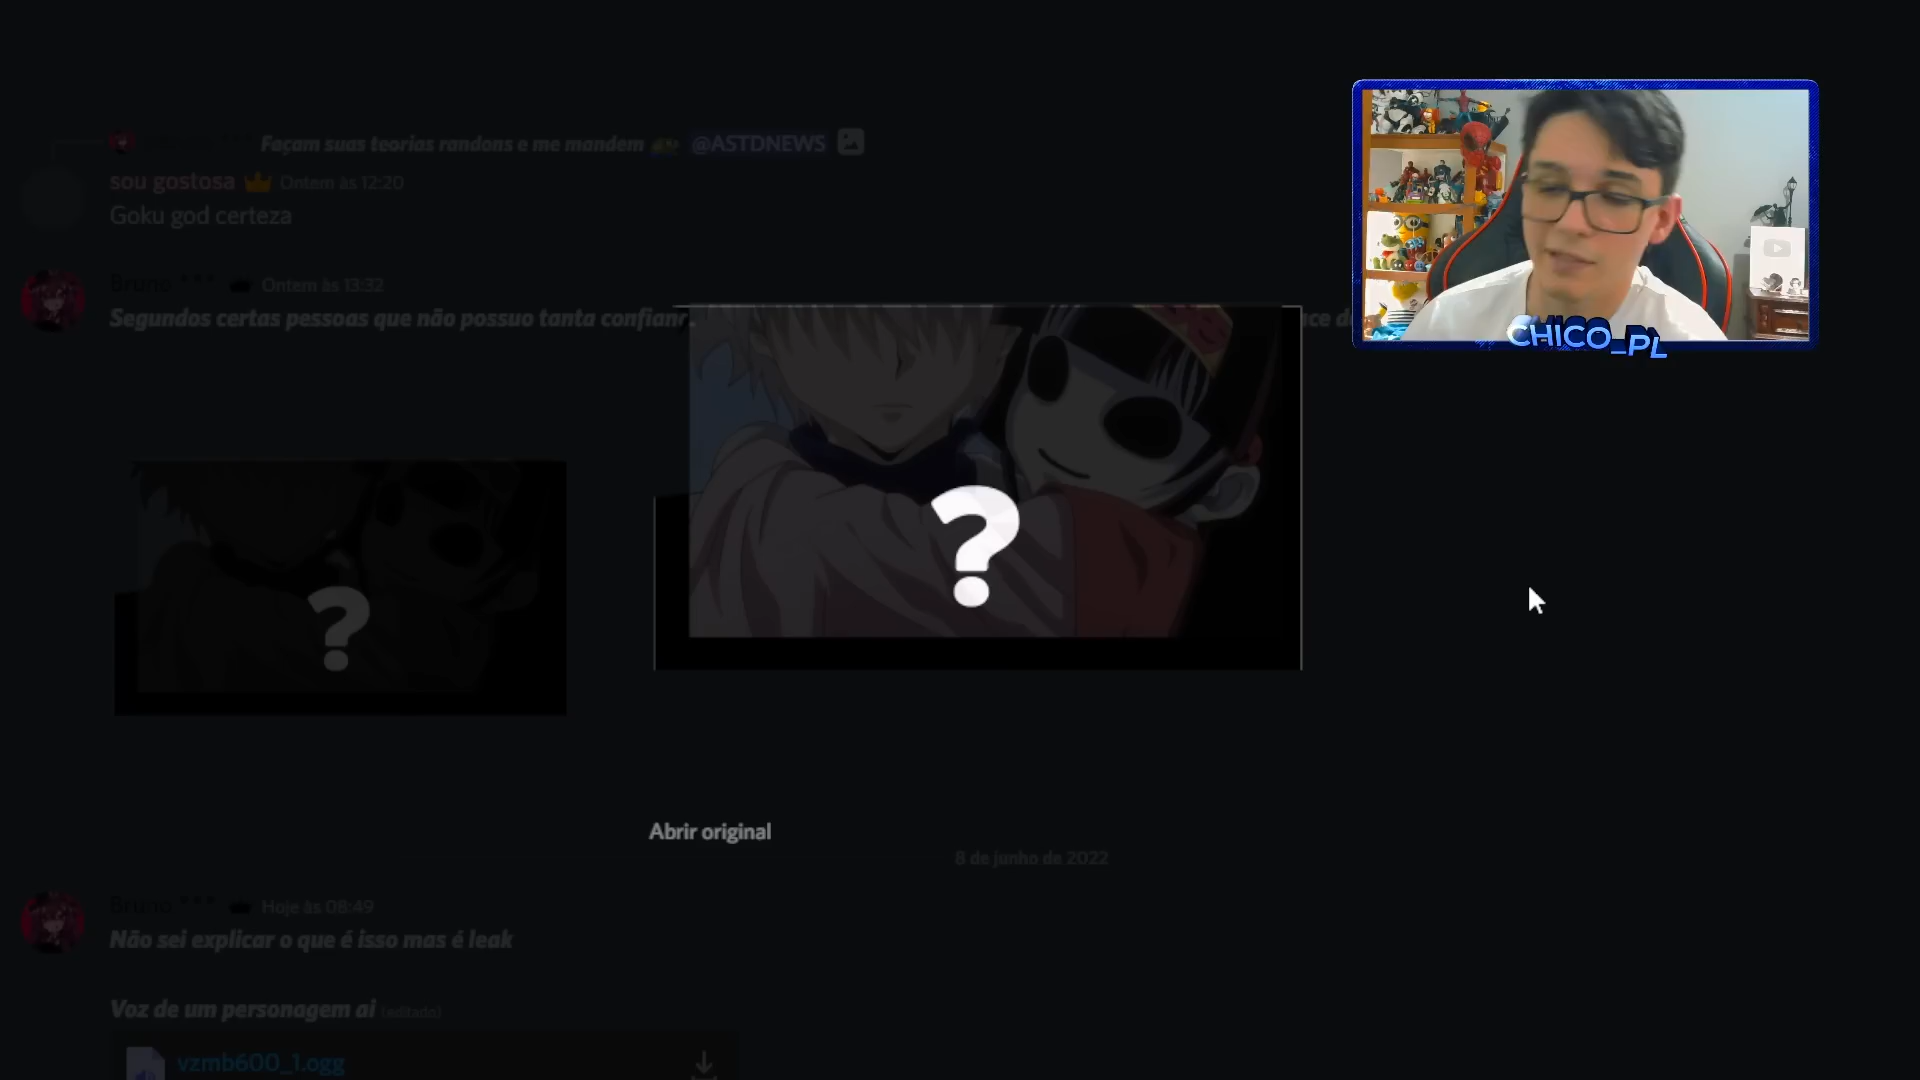 Façam suas teorias randons e me mandem @ASTDNEWS
sou gostosa Ontem às 12:20
Goku god certeza
Bruno *** Ontem às 13:32
Segundos certas pessoas que não possuo tanta confian
CHICO_PL
?
?
Abrir original
8 de junho de 2022
Bruno *** Hoje às 08:49
Não sei explicar o que é isso mas é leak
Voz de um personagem ai (editado)
vzmb600_1.ogg